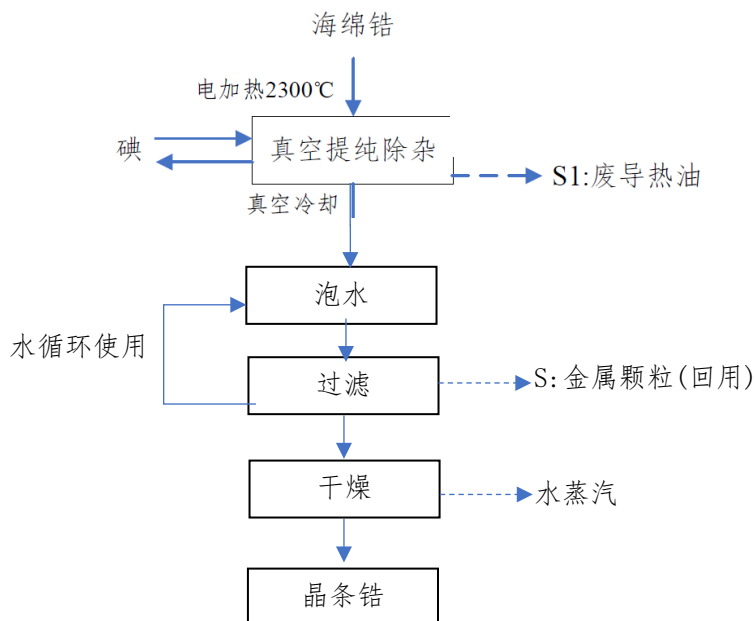 海绵锆
电加热2300℃
碘
真空提纯除杂
S1:废导热油
真空冷却
泡水
水循环使用
过滤
S:金属颗粒(回用)
干燥
水蒸汽
晶条锆